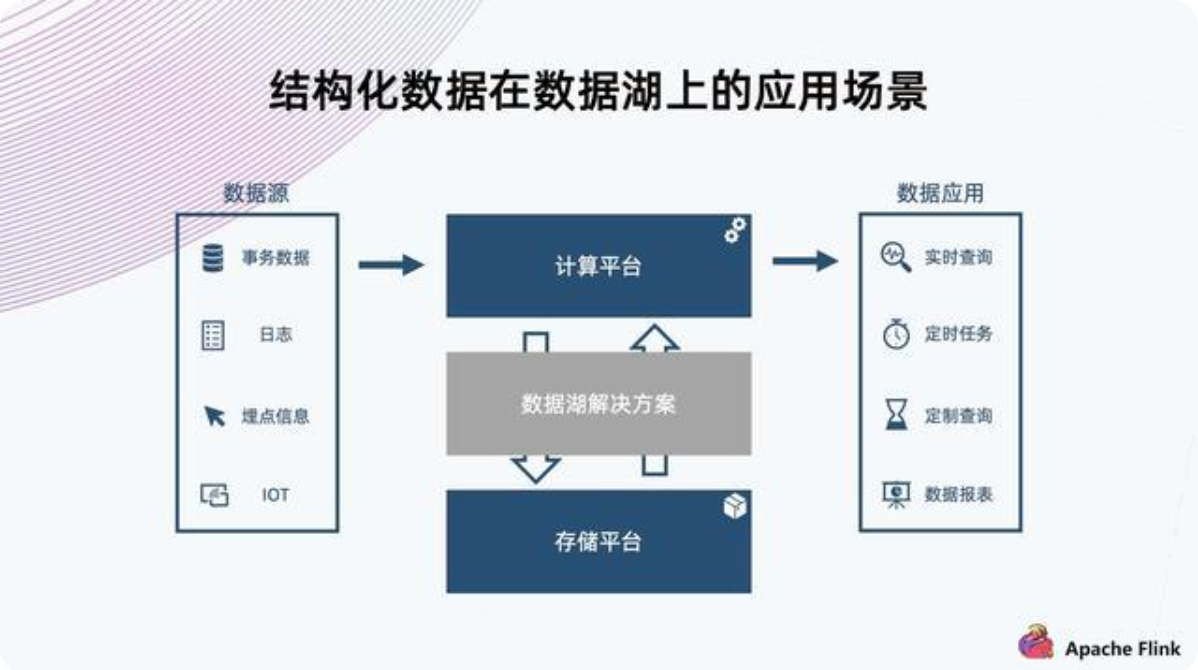 结构化数据在数据湖上的应用场景
数据源
事务数据
日志
埋点信息
IOT
计算平台
数据湖解决方案
存储平台
数据应用
实时查询
定时任务
定制查询
数据报表
Apache Flink